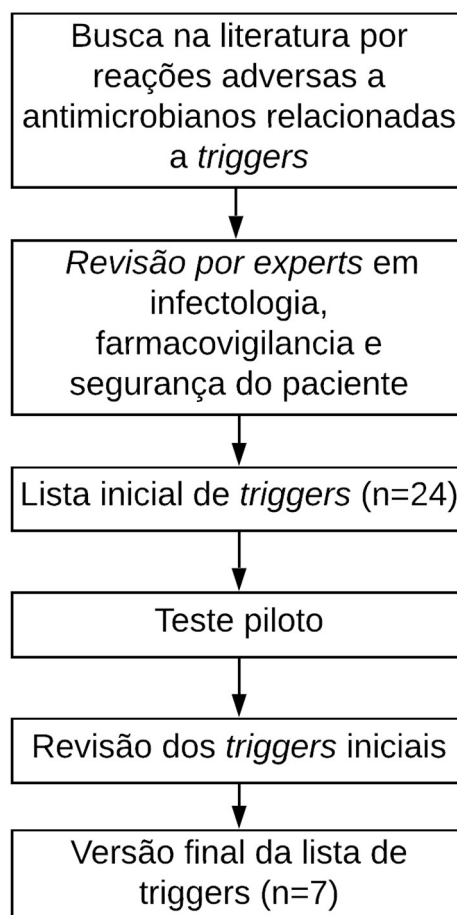 Busca na literatura por
reações adversas a
antimicrobianos relacionadas
a triggers
Revisão por experts em
infectologia,
farmacovigilancia e
segurança do paciente
Lista inicial de triggers (n=24)
Teste piloto
Revisão dos triggers iniciais
Versão final da lista de
triggers (n=7)